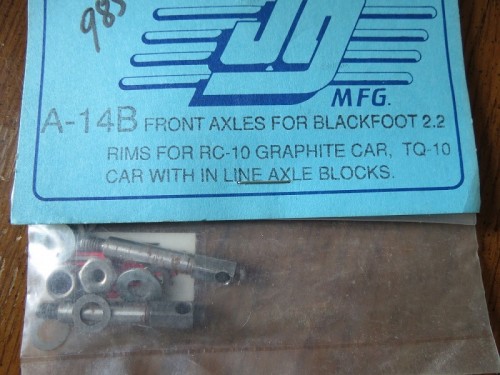 985
JD
MFG.
A-14B FRONT AXLES FOR BLACKFOOT 2.2
RIMS FOR RC-10 GRAPHITE CAR, TQ-10
CAR WITH IN LINE AXLE BLOCKS.